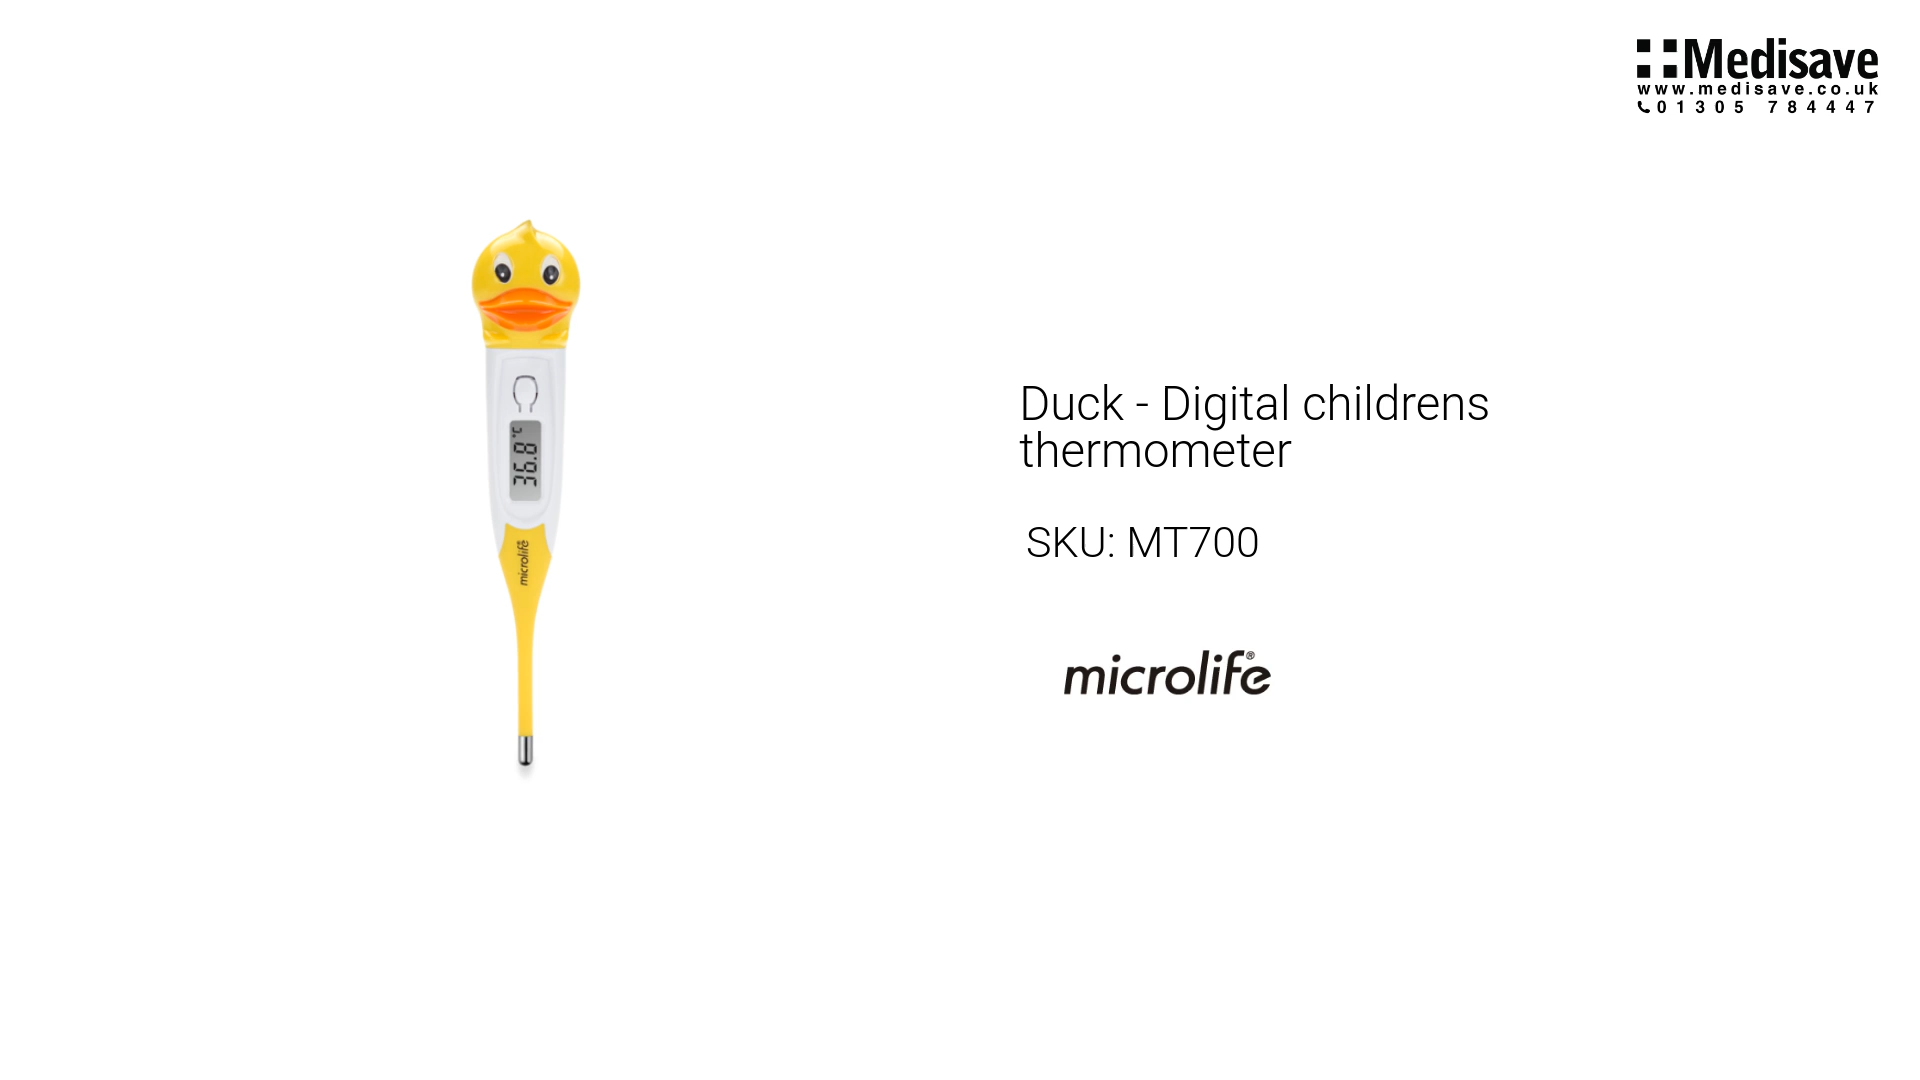 Medisave
www.medisave.co.uk
01305 784447
Duck - Digital childrens
thermometer
SKU: MT700
microlife®
36.8 °C
microlife®